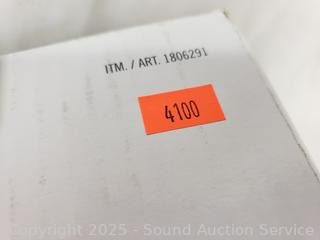 ITM. / ART. 1806291
4100
Copyright © 2025 - Sound Auction Service